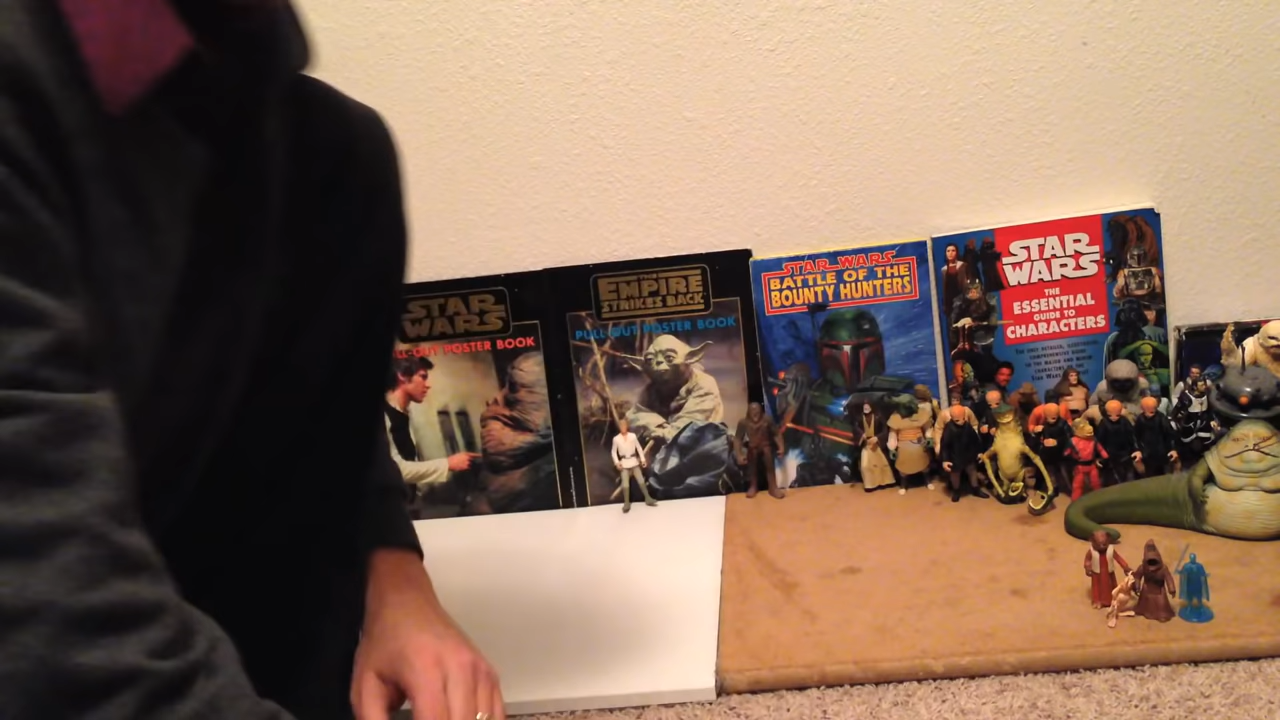 STAR
WARS
LL-OUT POSTER BOOK
THE
EMPIRE
STRIKES BACK
PULL-OUT POSTER BOOK
STAR WARS
BATTLE OF THE
BOUNTY HUNTERS
STAR
WARS
THE
ESSENTIAL
GUIDE TO
CHARACTERS